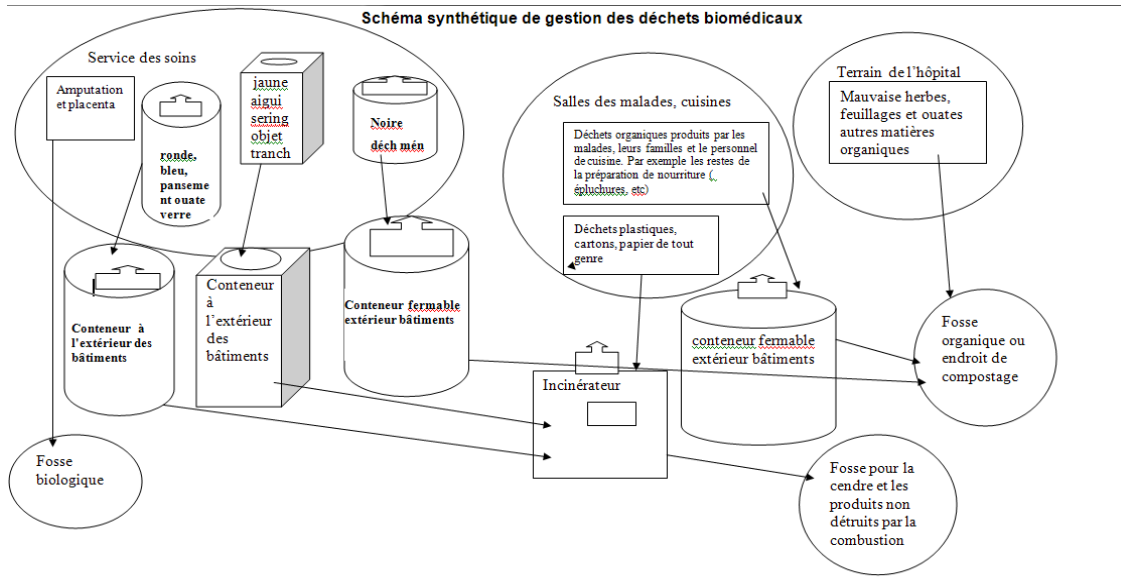 Schéma synthétique de gestion des déchets biomédicaux
Service des soins
Amputation
et placenta
ronde,
bleu,
panseme
nt ouate
verre
jaune
aigui
sering
objet
tranch
Noire
déch mén
Conteneur à
l'extérieur des
bâtiments
Conteneur
à
l'extérieur
des
bâtiments
Conteneur fermable
extérieur bâtiments
Fosse
biologique
Salles des malades, cuisines
Déchets organiques produits par les
malades, leurs familles et le personnel
de cuisine. Par exemple les restes de
la préparation de nourriture (,
épluchures, etc)
Déchets plastiques,
cartons, papier de tout
genre
Incinérateur
conteneur fermable
extérieur bâtiments
Terrain de l'hôpital
Mauvaise herbes,
feuillages et ouates
autres matières
organiques
Fosse
organique ou
endroit de
compostage
Fosse pour la
cendre et les
produits non
détruits par la
combustion